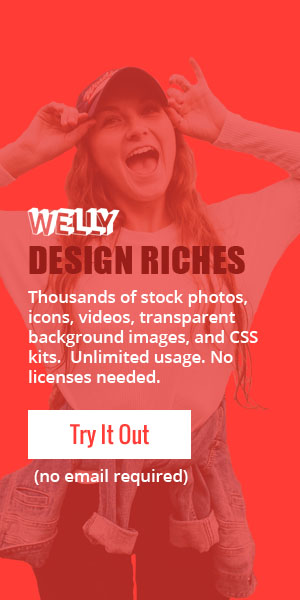 WELLY
DESIGN RICHES
Thousands of stock photos,
icons, videos, transparent
background images, and CSS
kits.  Unlimited usage. No
licenses needed.
Try It Out
(no email required)